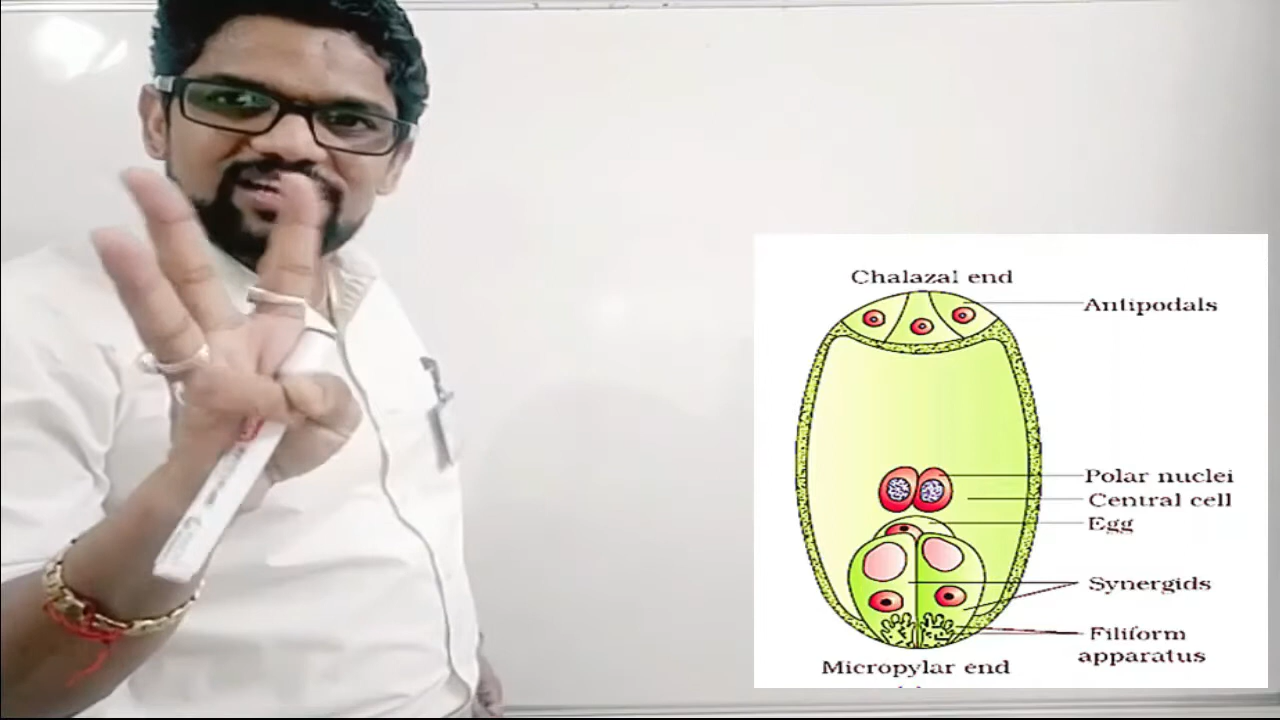 Chalazal end
Antipodals
Polar nuclei
Central cell
Egg
Synergids
Filiform
apparatus
Micropylar end